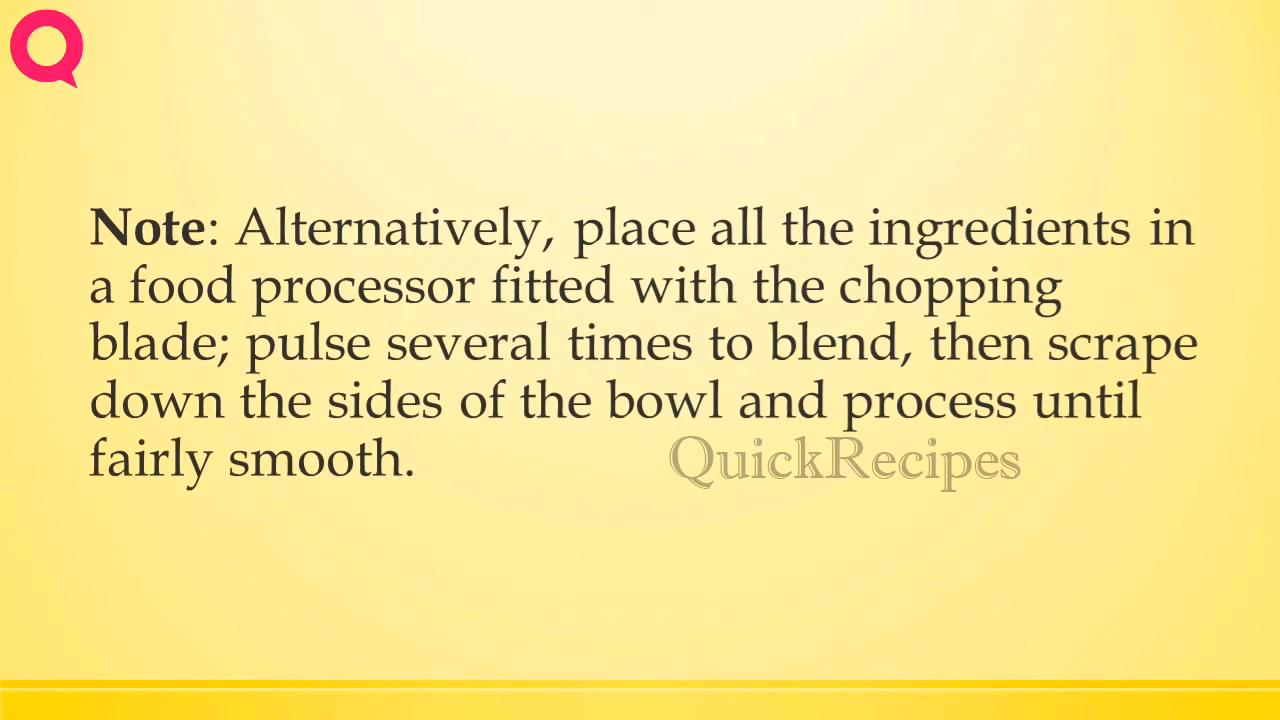 Note: Alternatively, place all the ingredients in
a food processor fitted with the chopping
blade; pulse several times to blend, then scrape
down the sides of the bowl and process until
fairly smooth.
QuickRecipes